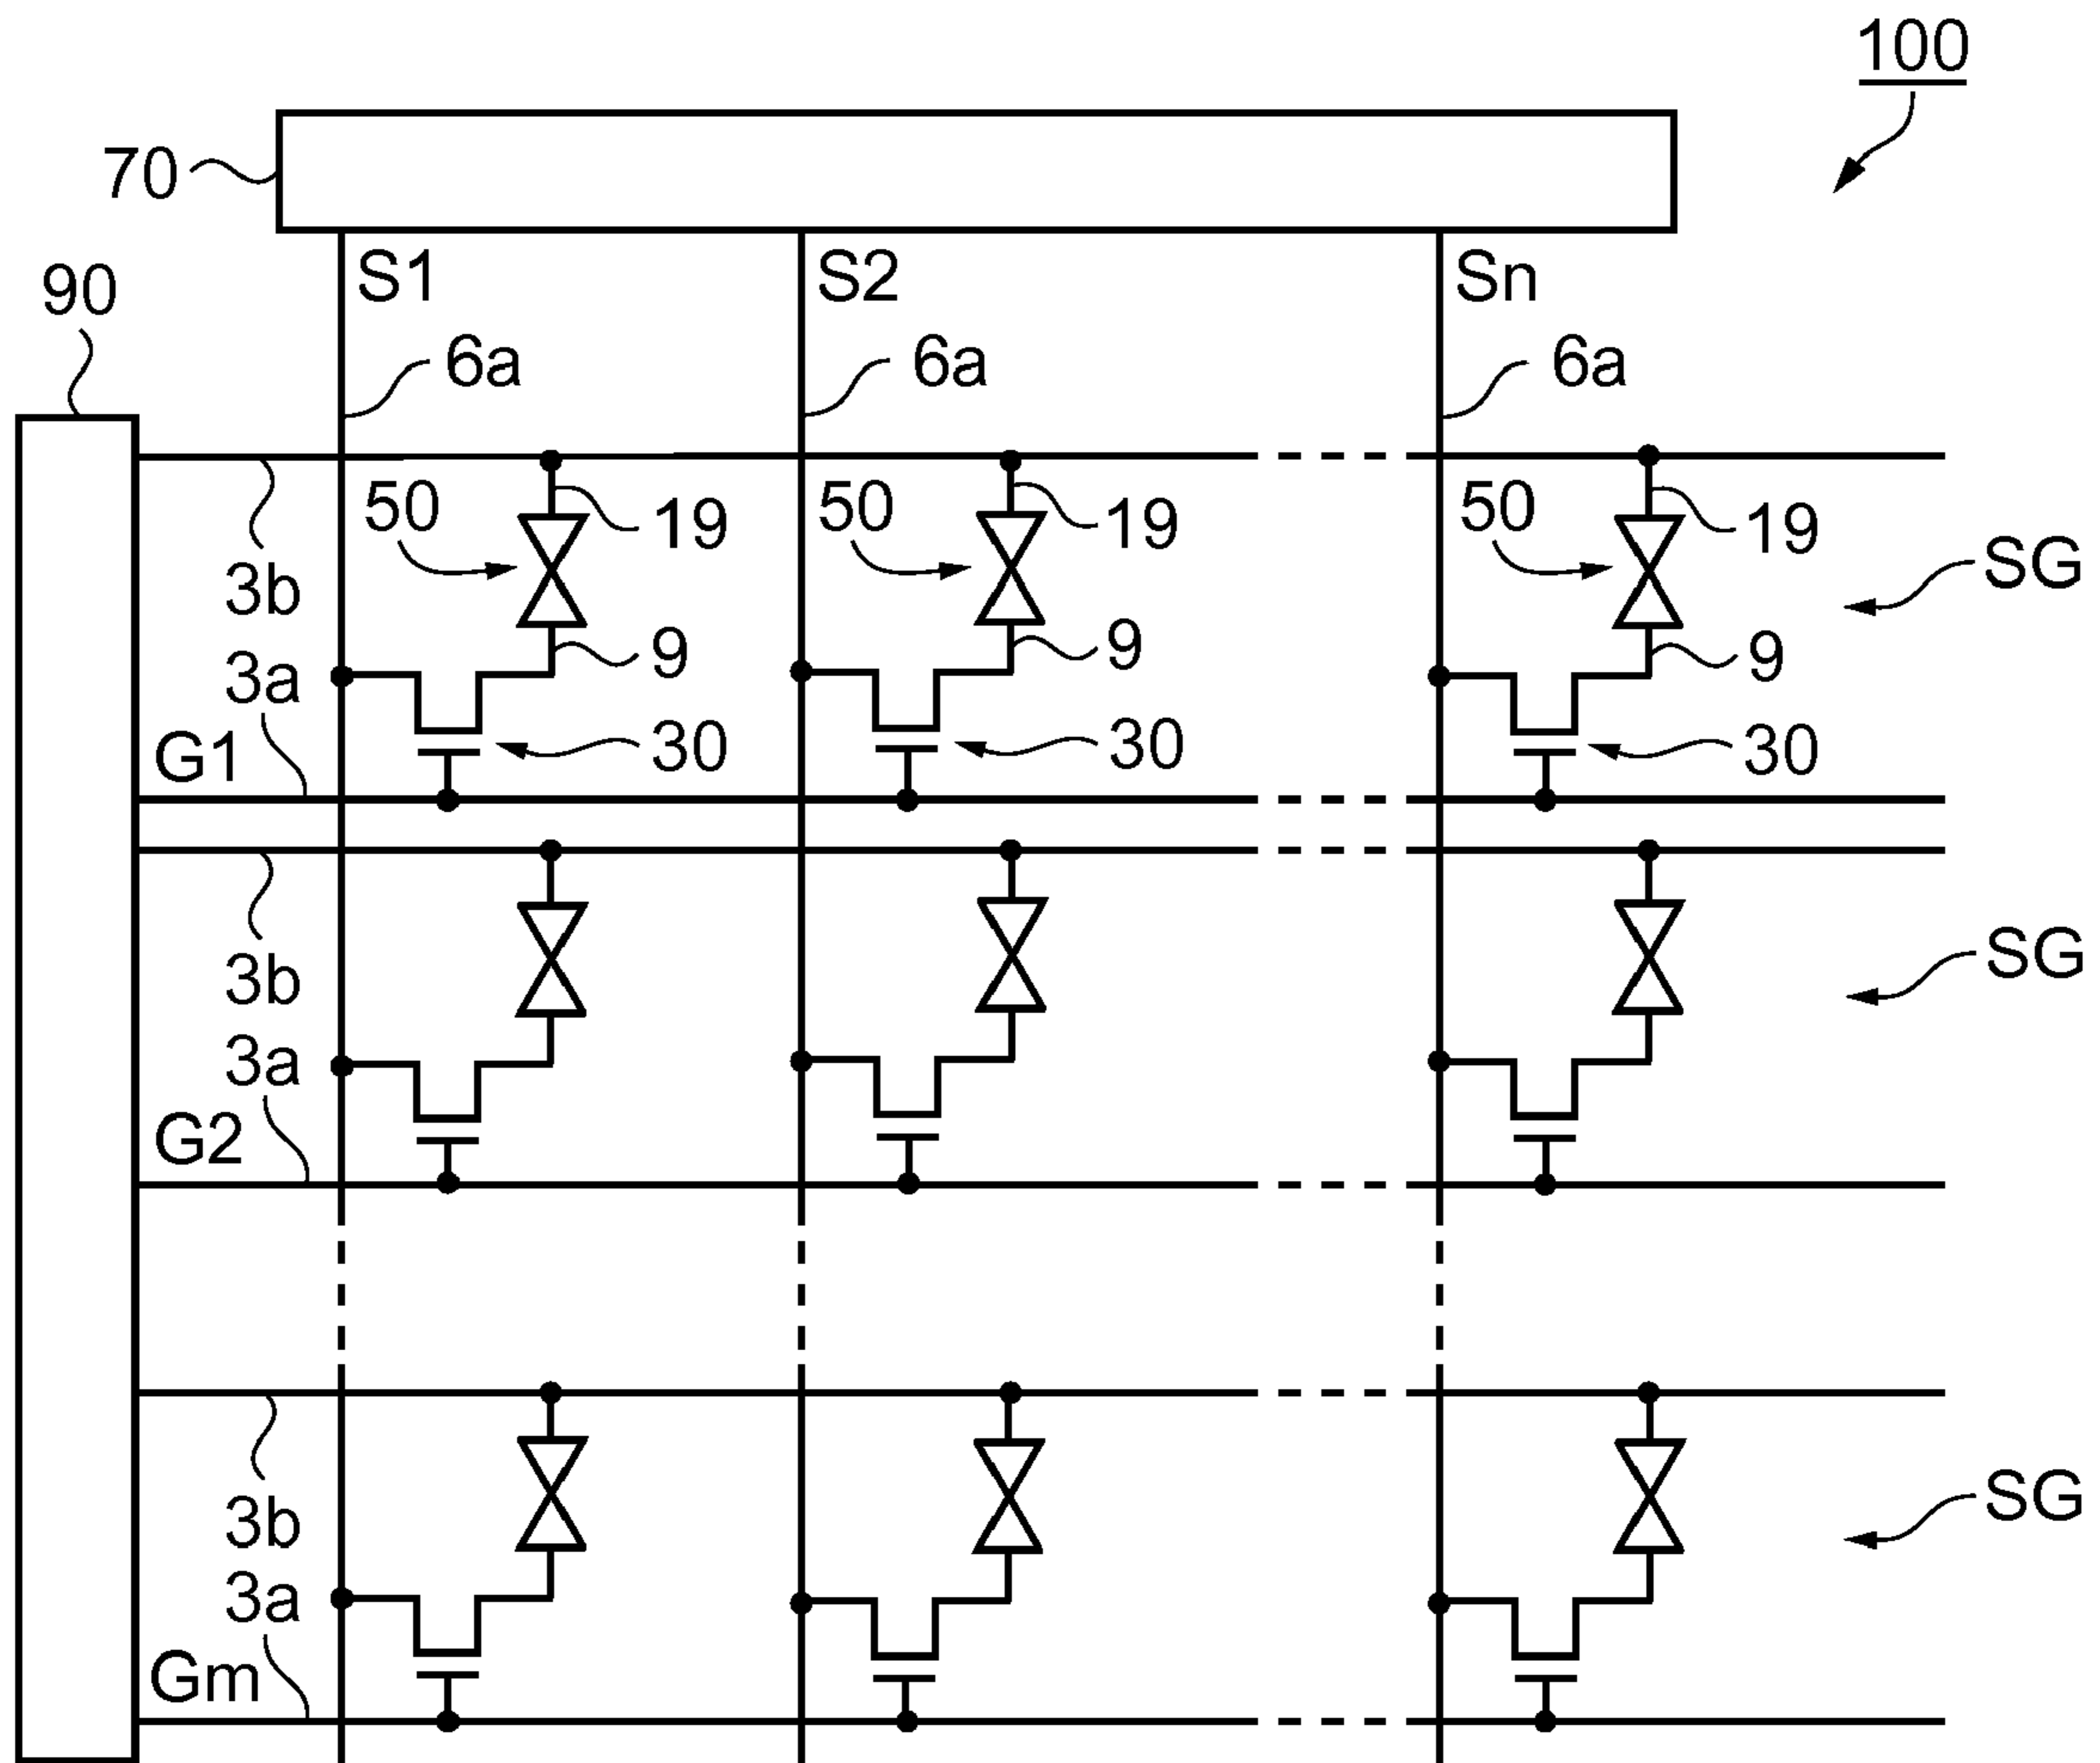 100
70
S1 S2 Sn
90
6a 6a 6a
50 19 50 19 50 19
SG
3b
9 9 9
3a
G1 30 30 30
3b SG
3a
G2
3b SG
3a
Gm